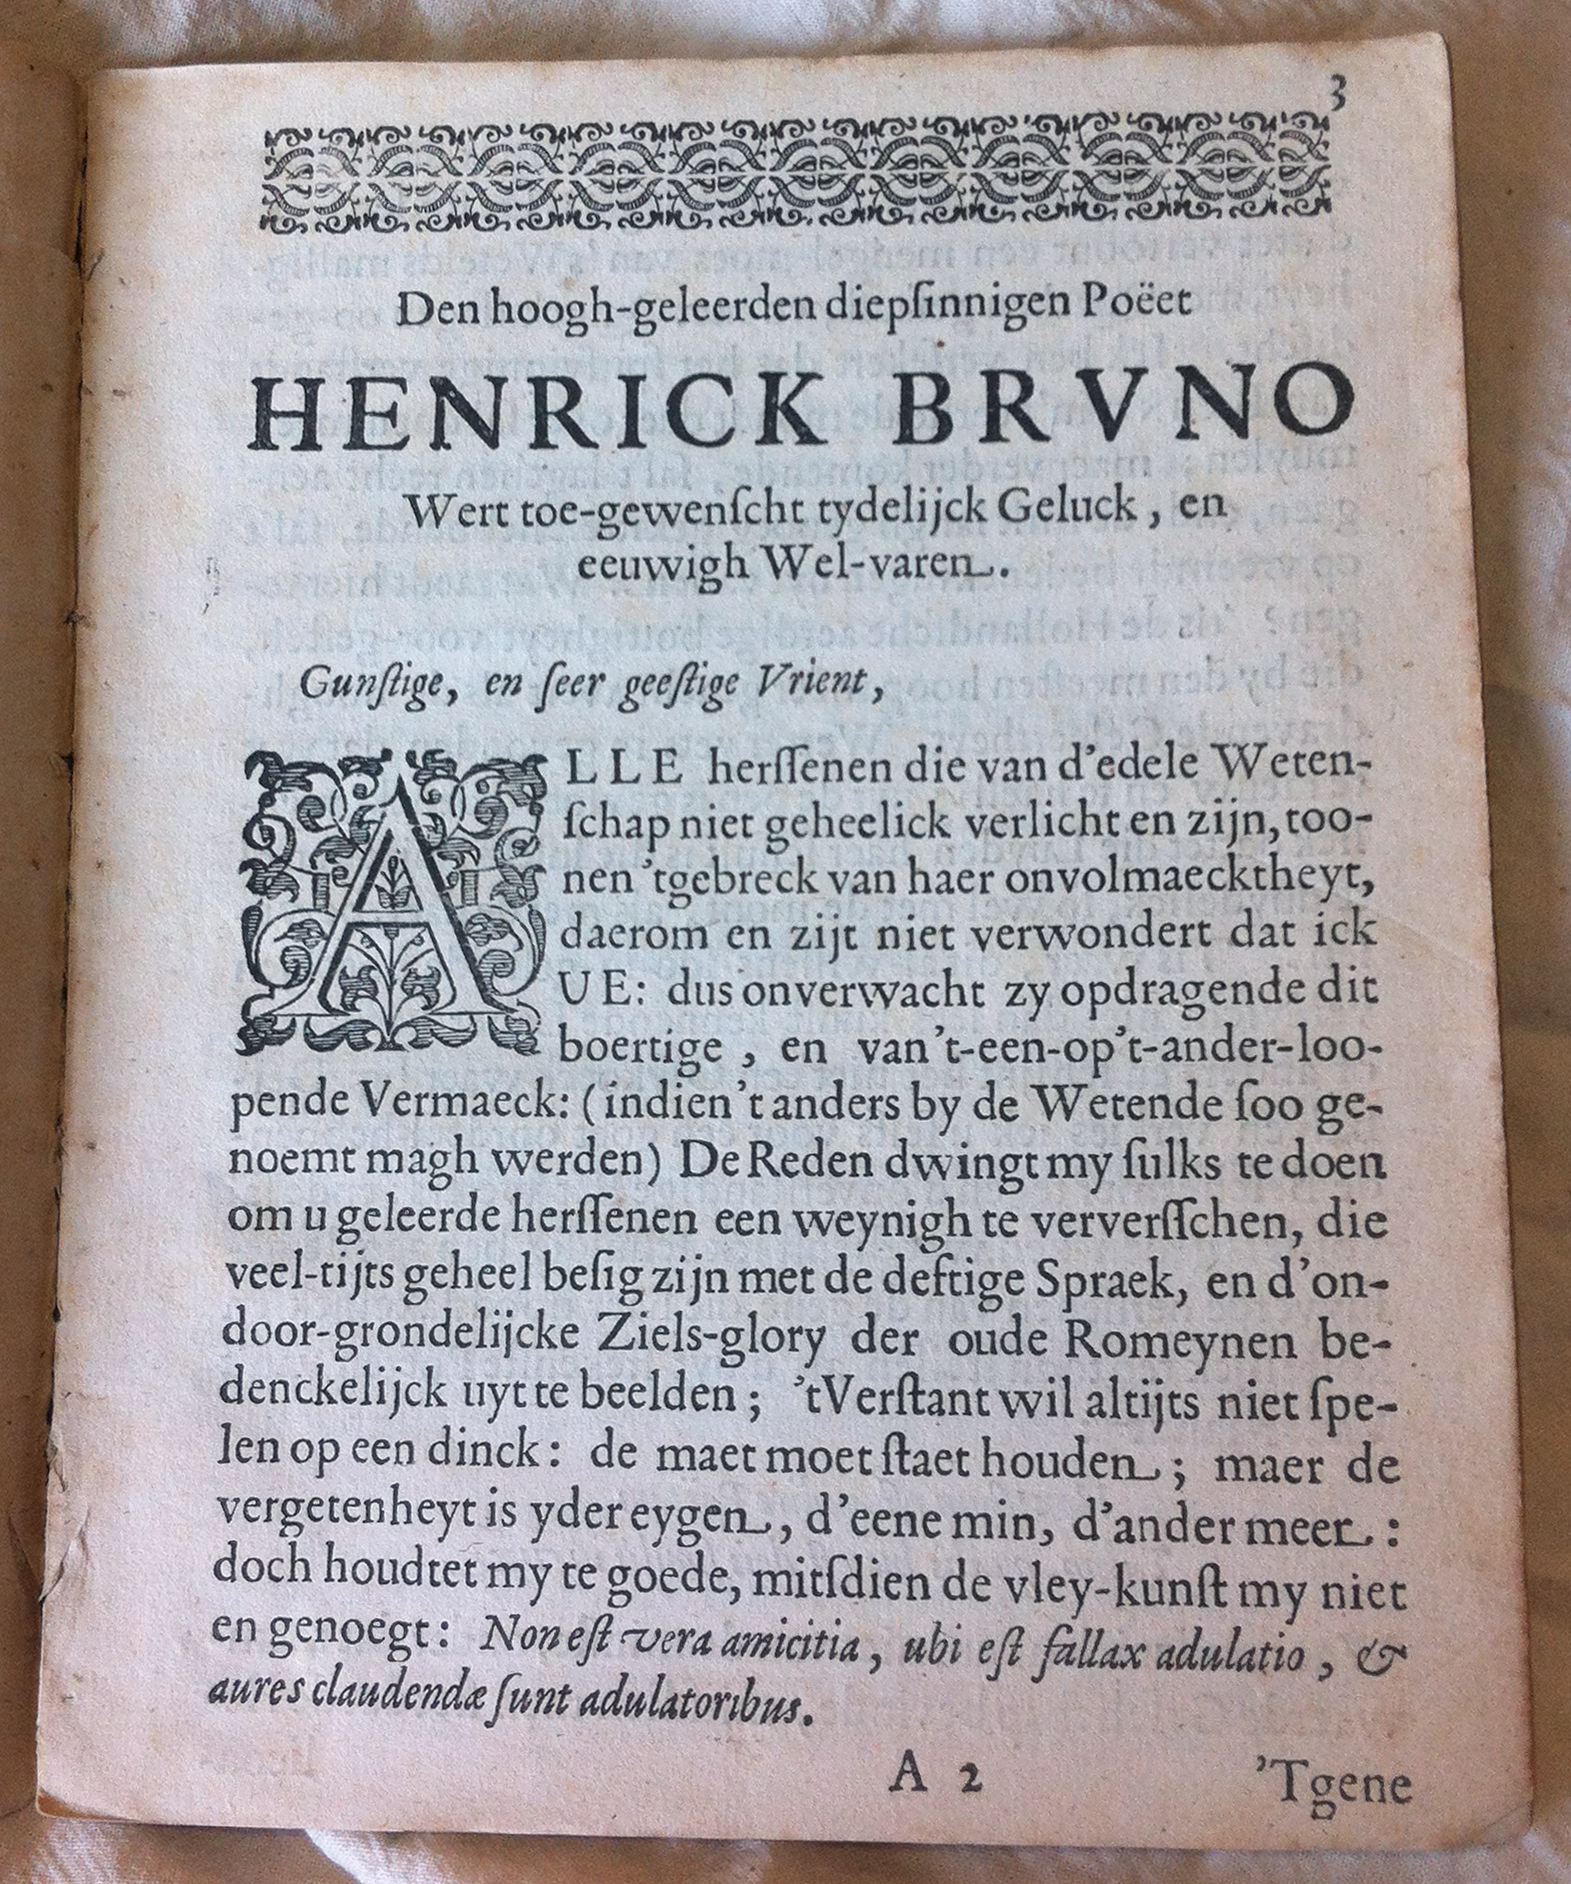 3
Den hoogh-geleerden diepſinnigen Poëet
HENRICK BRVNO
Wert toe-gewenſcht tydelijck Geluck, en
eeuwigh Wel-varen.
Gunſtige, en ſeer geeſtige Vrient,
ALLE herſſenen die van d'edele Weten-
ſchap niet geheelick verlicht en zijn, too-
nen 'tgebreck van haer onvolmaecktheyt,
daerom en zijt niet verwondert dat ick
UE: dus onverwacht zy opdragende dit
boertige, en van't-een-op't-ander-loo-
pende Vermaeck: (indien't anders by de Wetende ſoo ge-
noemt magh werden) De Reden dwingt my ſulks te doen
om u geleerde herſſenen een weynigh te ververſſchen, die
veel-tijts geheel beſig zijn met de deftige Spraek, en d'on-
door-grondelijcke Ziels-glory der oude Romeynen be-
denckelijck uyt te beelden; 'tVerſtant wil altijts niet ſpe-
len op een dinck: de maet moet ſtaet houden; maer de
vergetenheyt is yder eygen, d'eene min, d'ander meer:
doch houdtet my te goede, mitſdien de vley-kunſt my niet
en genoegt: Non eſt vera amicitia, ubi eſt fallax adulatio, &
aures claudendæ ſunt adulatoribus.
A 2
'Tgene